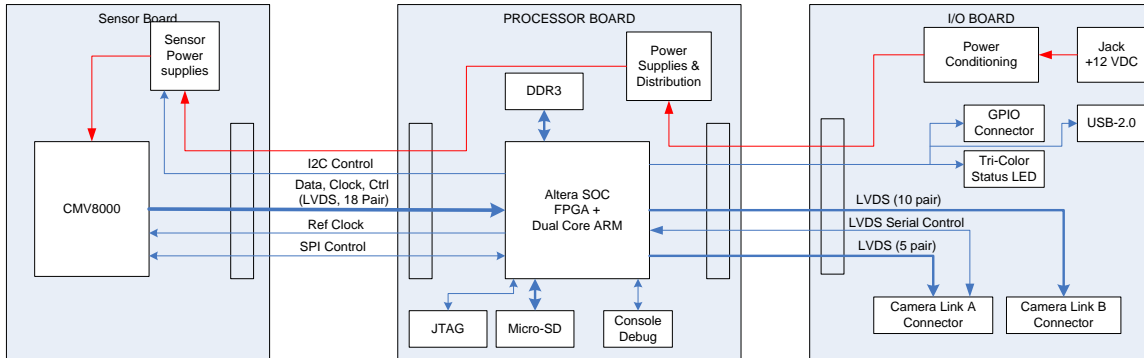 Sensor Board
Sensor
Power
supplies
CMV8000
I2C Control
Data, Clock, Ctrl
(LVDS, 18 Pair)
Ref Clock
SPI Control
PROCESSOR BOARD
Power
Supplies &
Distribution
DDR3
Altera SOC
FPGA +
Dual Core ARM
JTAG
Micro-SD
Console
Debug
I/O BOARD
Power
Conditioning
Jack
+12 VDC
GPIO
Connector
USB-2.0
Tri-Color
Status LED
LVDS (10 pair)
LVDS Serial Control
LVDS (5 pair)
Camera Link A
Connector
Camera Link B
Connector